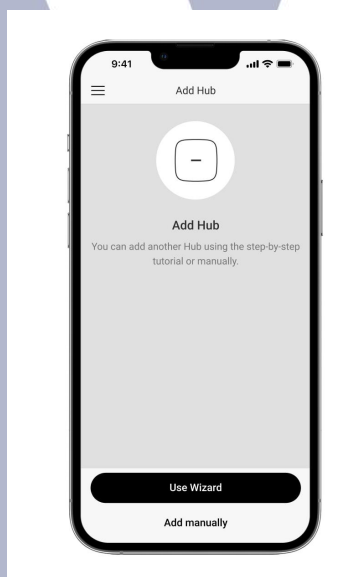 9:41
Add Hub
Add Hub
You can add another Hub using the step-by-step
tutorial or manually.
Use Wizard
Add manually